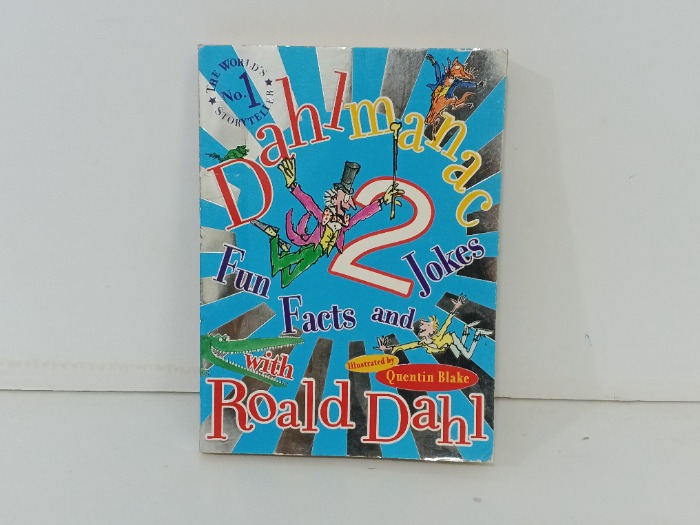 THE WORLD'S
No. 1
STORYTELLER
Dahlmanac
2
Fun
Facts and
Jokes
with
Illustrated by
Quentin Blake
Roald Dahl